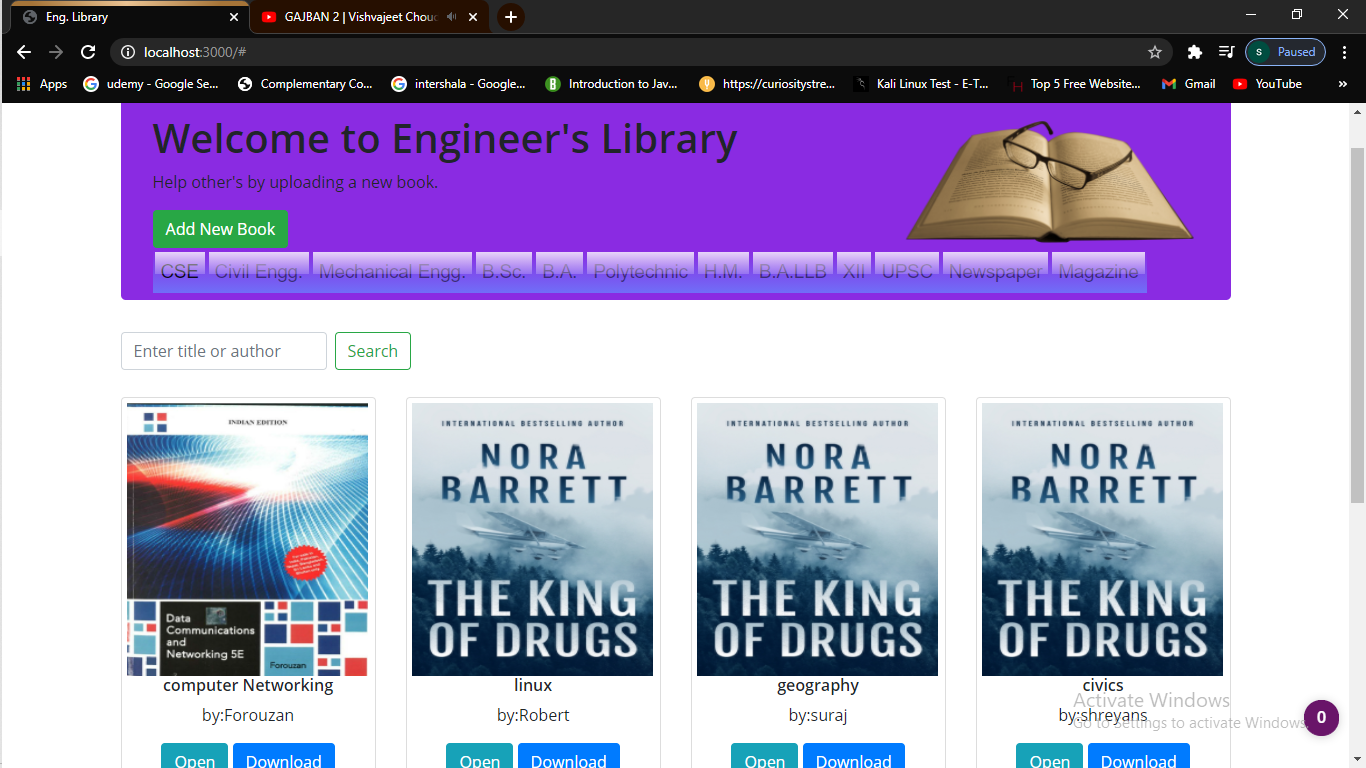 Eng. Library
GAJBAN 2 | Vishvajeet Chouc
localhost:3000/#
S Paused
Apps
udemy - Google Se...
Complementary Co...
intershala - Google...
Introduction to Jav...
https://curiositystre...
Kali Linux Test - E-T...
Top 5 Free Website...
Gmail
YouTube
»
Welcome to Engineer's Library
Help other's by uploading a new book.
Add New Book
CSE Civil Engg. Mechanical Engg. B.Sc. B.A. Polytechnic H.M. B.A.LLB XII UPSC Newspaper Magazine
Enter title or author Search
INDIAN EDITION
Data
Communications
and
Networking 5E
Forouzan
computer Networking
by:Forouzan
Open Download
INTERNATIONAL BESTSELLING AUTHOR
NORA
BARRETT
THE KING
OF DRUGS
linux
by:Robert
Open Download
INTERNATIONAL BESTSELLING AUTHOR
NORA
BARRETT
THE KING
OF DRUGS
geography
by:suraj
Open Download
INTERNATIONAL BESTSELLING AUTHOR
NORA
BARRETT
THE KING
OF DRUGS
civics
by:shreyans
Open Download
Activate Windows
Go to Settings to activate Windows.
0